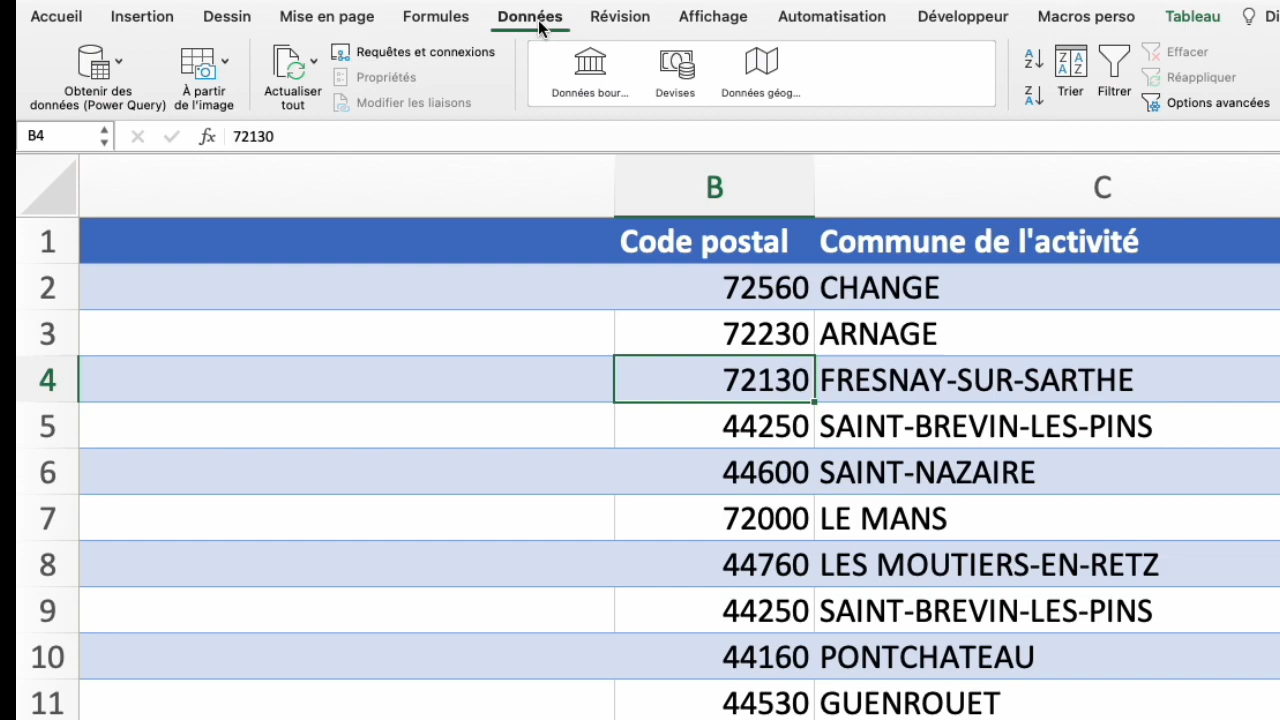 Accueil Insertion Dessin Mise en page Formules Données Révision Affichage Automatisation Développeur Macros perso Tableau Di
Obtenir des
données (Power Query)
À partir
de l'image
Actualiser
tout
Requêtes et connexions
Propriétés
Modifier les liaisons
Données bour...
Devises
Données géog...
Trier
Filtrer
Effacer
Réappliquer
Options avancées
B4 fx 72130
B C
1 Code postal Commune de l'activité
2 72560 CHANGE
3 72230 ARNAGE
4 72130 FRESNAY-SUR-SARTHE
5 44250 SAINT-BREVIN-LES-PINS
6 44600 SAINT-NAZAIRE
7 72000 LE MANS
8 44760 LES MOUTIERS-EN-RETZ
9 44250 SAINT-BREVIN-LES-PINS
10 44160 PONTCHATEAU
11 44530 GUENROUET